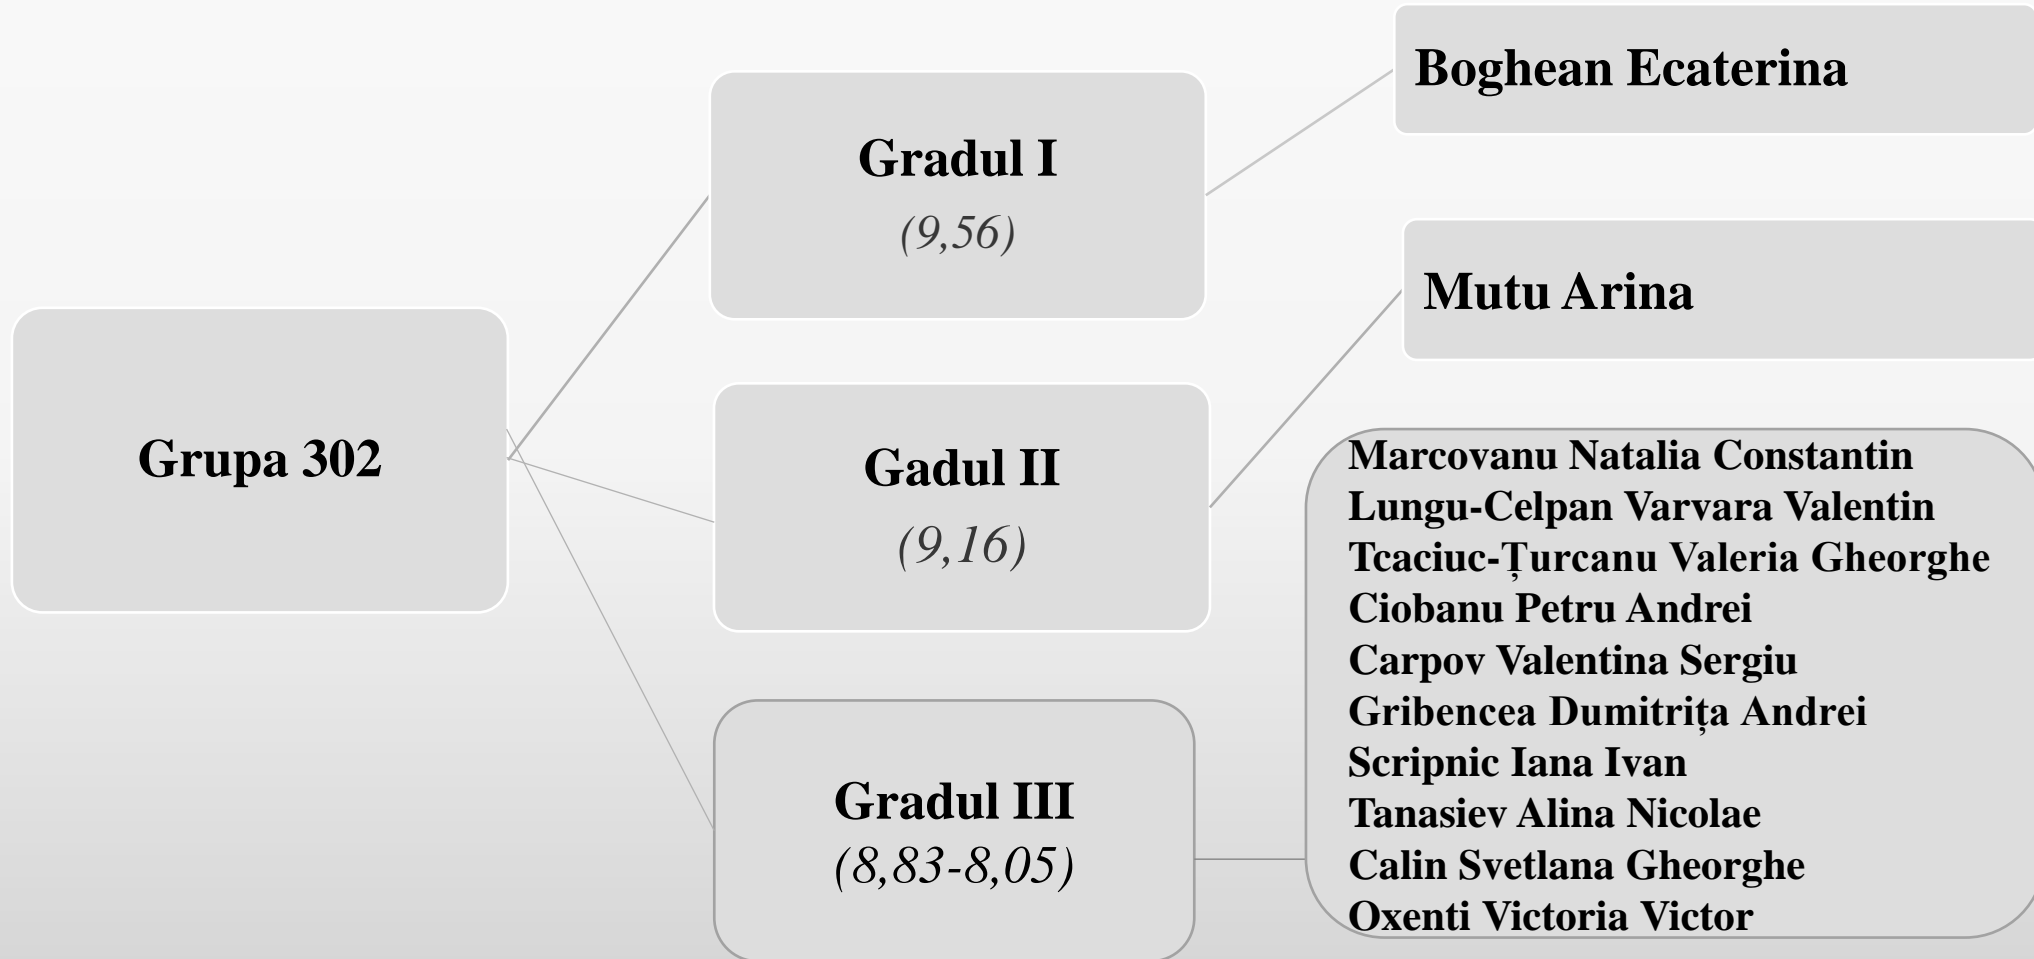 Grupa 302
Gradul I
(9,56)
Boghean Ecaterina
Gadul II
(9,16)
Mutu Arina
Gradul III
(8,83-8,05)
Marcovanu Natalia Constantin
Lungu-Celpan Varvara Valentin
Tcaciuc-Țurcanu Valeria Gheorghe
Ciobanu Petru Andrei
Carpov Valentina Sergiu
Gribencea Dumitrița Andrei
Scripnic Iana Ivan
Tanasiev Alina Nicolae
Calin Svetlana Gheorghe
Oxenti Victoria Victor